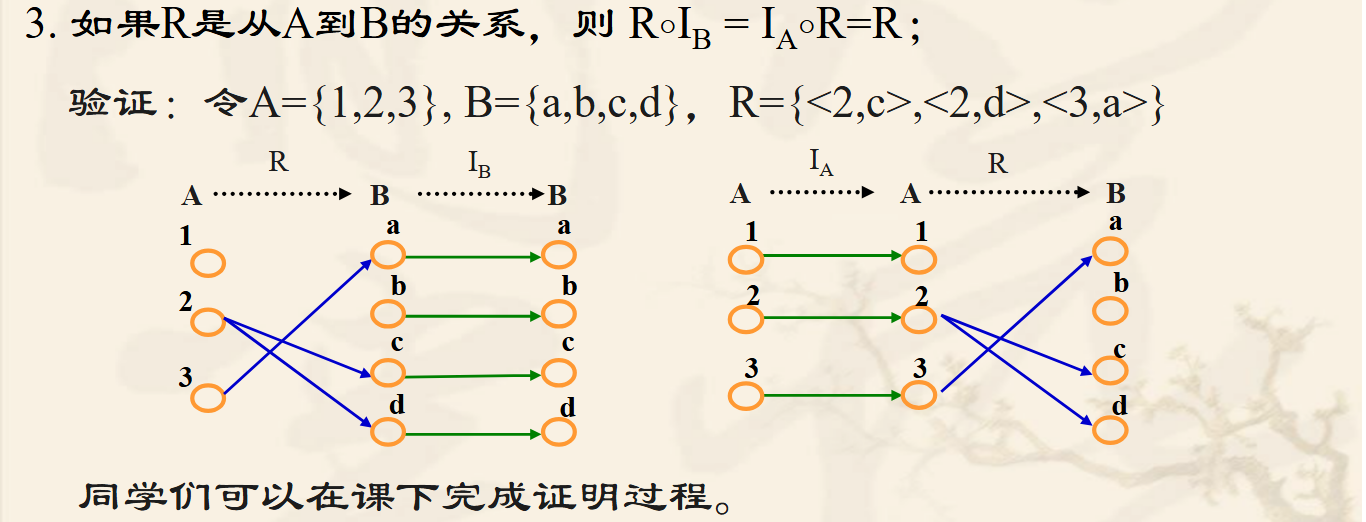 3. 如果R是从A到B的关系，则 R∘I_B = I_A∘R=R；
验证：令A={1,2,3}, B={a,b,c,d}，R={<2,c>,<2,d>,<3,a>}
R I_B
A B B
1 a a
2 b b
3 c c
d d
I_A R
A A B
1 1 a
2 2 b
3 3 c
d
同学们可以在课下完成证明过程。